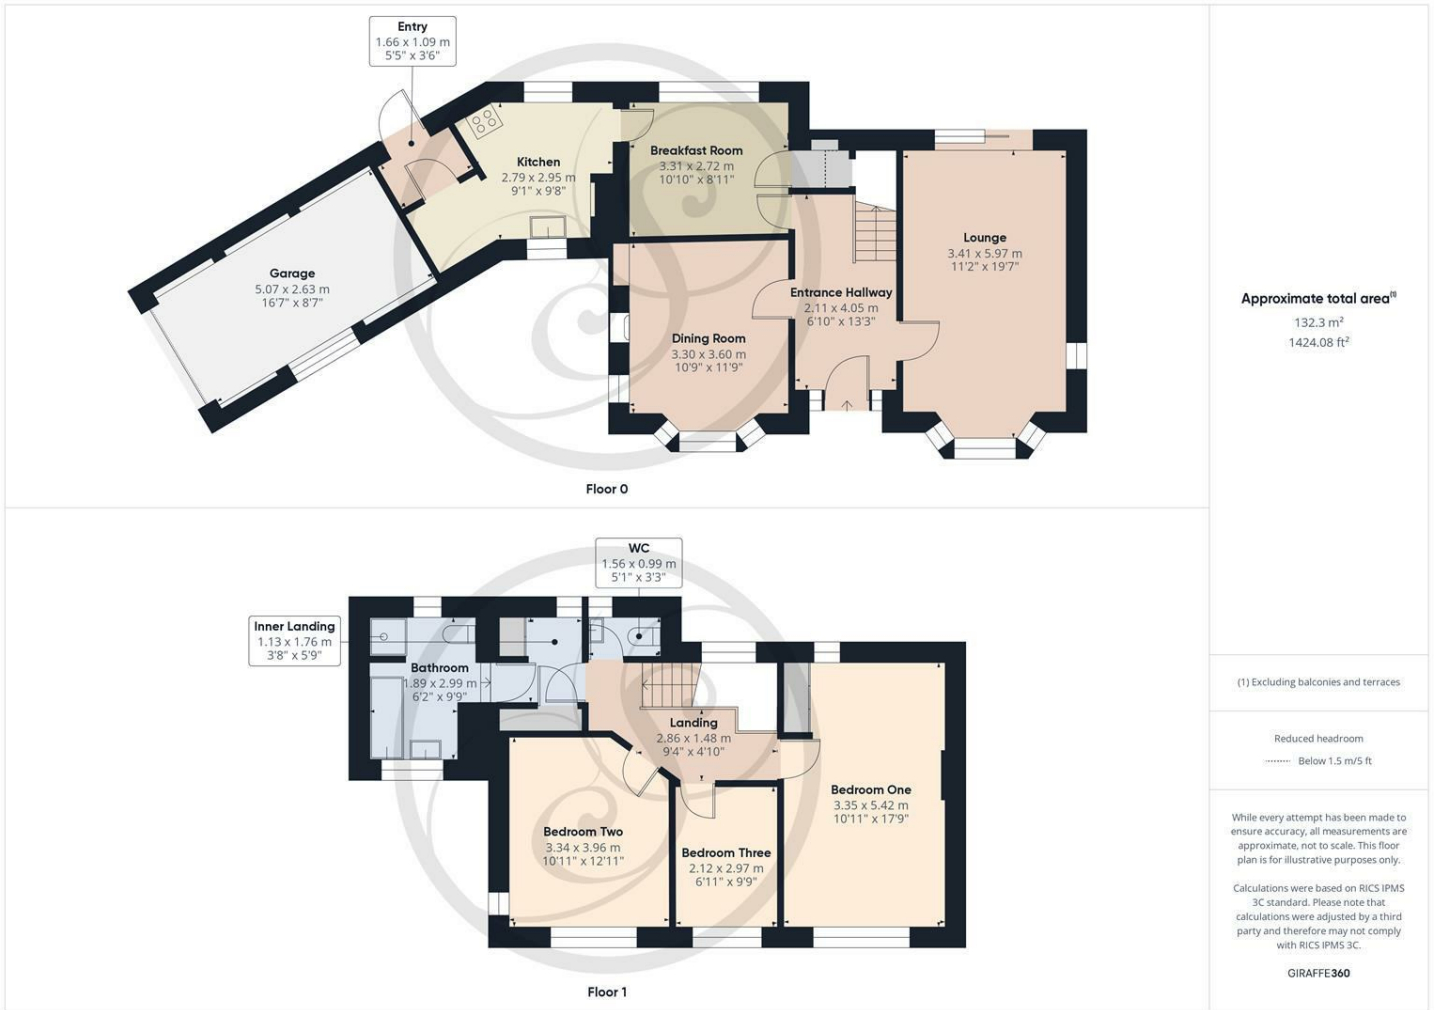 Entry
1.66 x 1.09 m
5'5" x 3'6"
Kitchen
2.79 x 2.95 m
9'1" x 9'8"
Breakfast Room
3.31 x 2.72 m
10'10" x 8'11"
Lounge
3.41 x 5.97 m
11'2" x 19'7"
Garage
5.07 x 2.63 m
16'7" x 8'7"
Entrance Hallway
2.11 x 4.05 m
6'10" x 13'3"
Dining Room
3.30 x 3.60 m
10'9" x 11'9"
Floor 0
WC
1.56 x 0.99 m
5'1" x 3'3"
Inner Landing
1.13 x 1.76 m
3'8" x 5'9"
Bathroom
1.89 x 2.99 m
6'2" x 9'9"
Landing
2.86 x 1.48 m
9'4" x 4'10"
Bedroom One
3.35 x 5.42 m
10'11" x 17'9"
Bedroom Two
3.34 x 3.96 m
10'11" x 12'11"
Bedroom Three
2.12 x 2.97 m
6'11" x 9'9"
Floor 1
Approximate total area(1)
132.3 m²
1424.08 ft²
(1) Excluding balconies and terraces
Reduced headroom
Below 1.5 m/5 ft
While every attempt has been made to
ensure accuracy, all measurements are
approximate, not to scale. This floor
plan is for illustrative purposes only.
Calculations were based on RICS IPMS
3C standard. Please note that
calculations were adjusted by a third
party and therefore may not comply
with RICS IPMS 3C.
GIRAFFE360